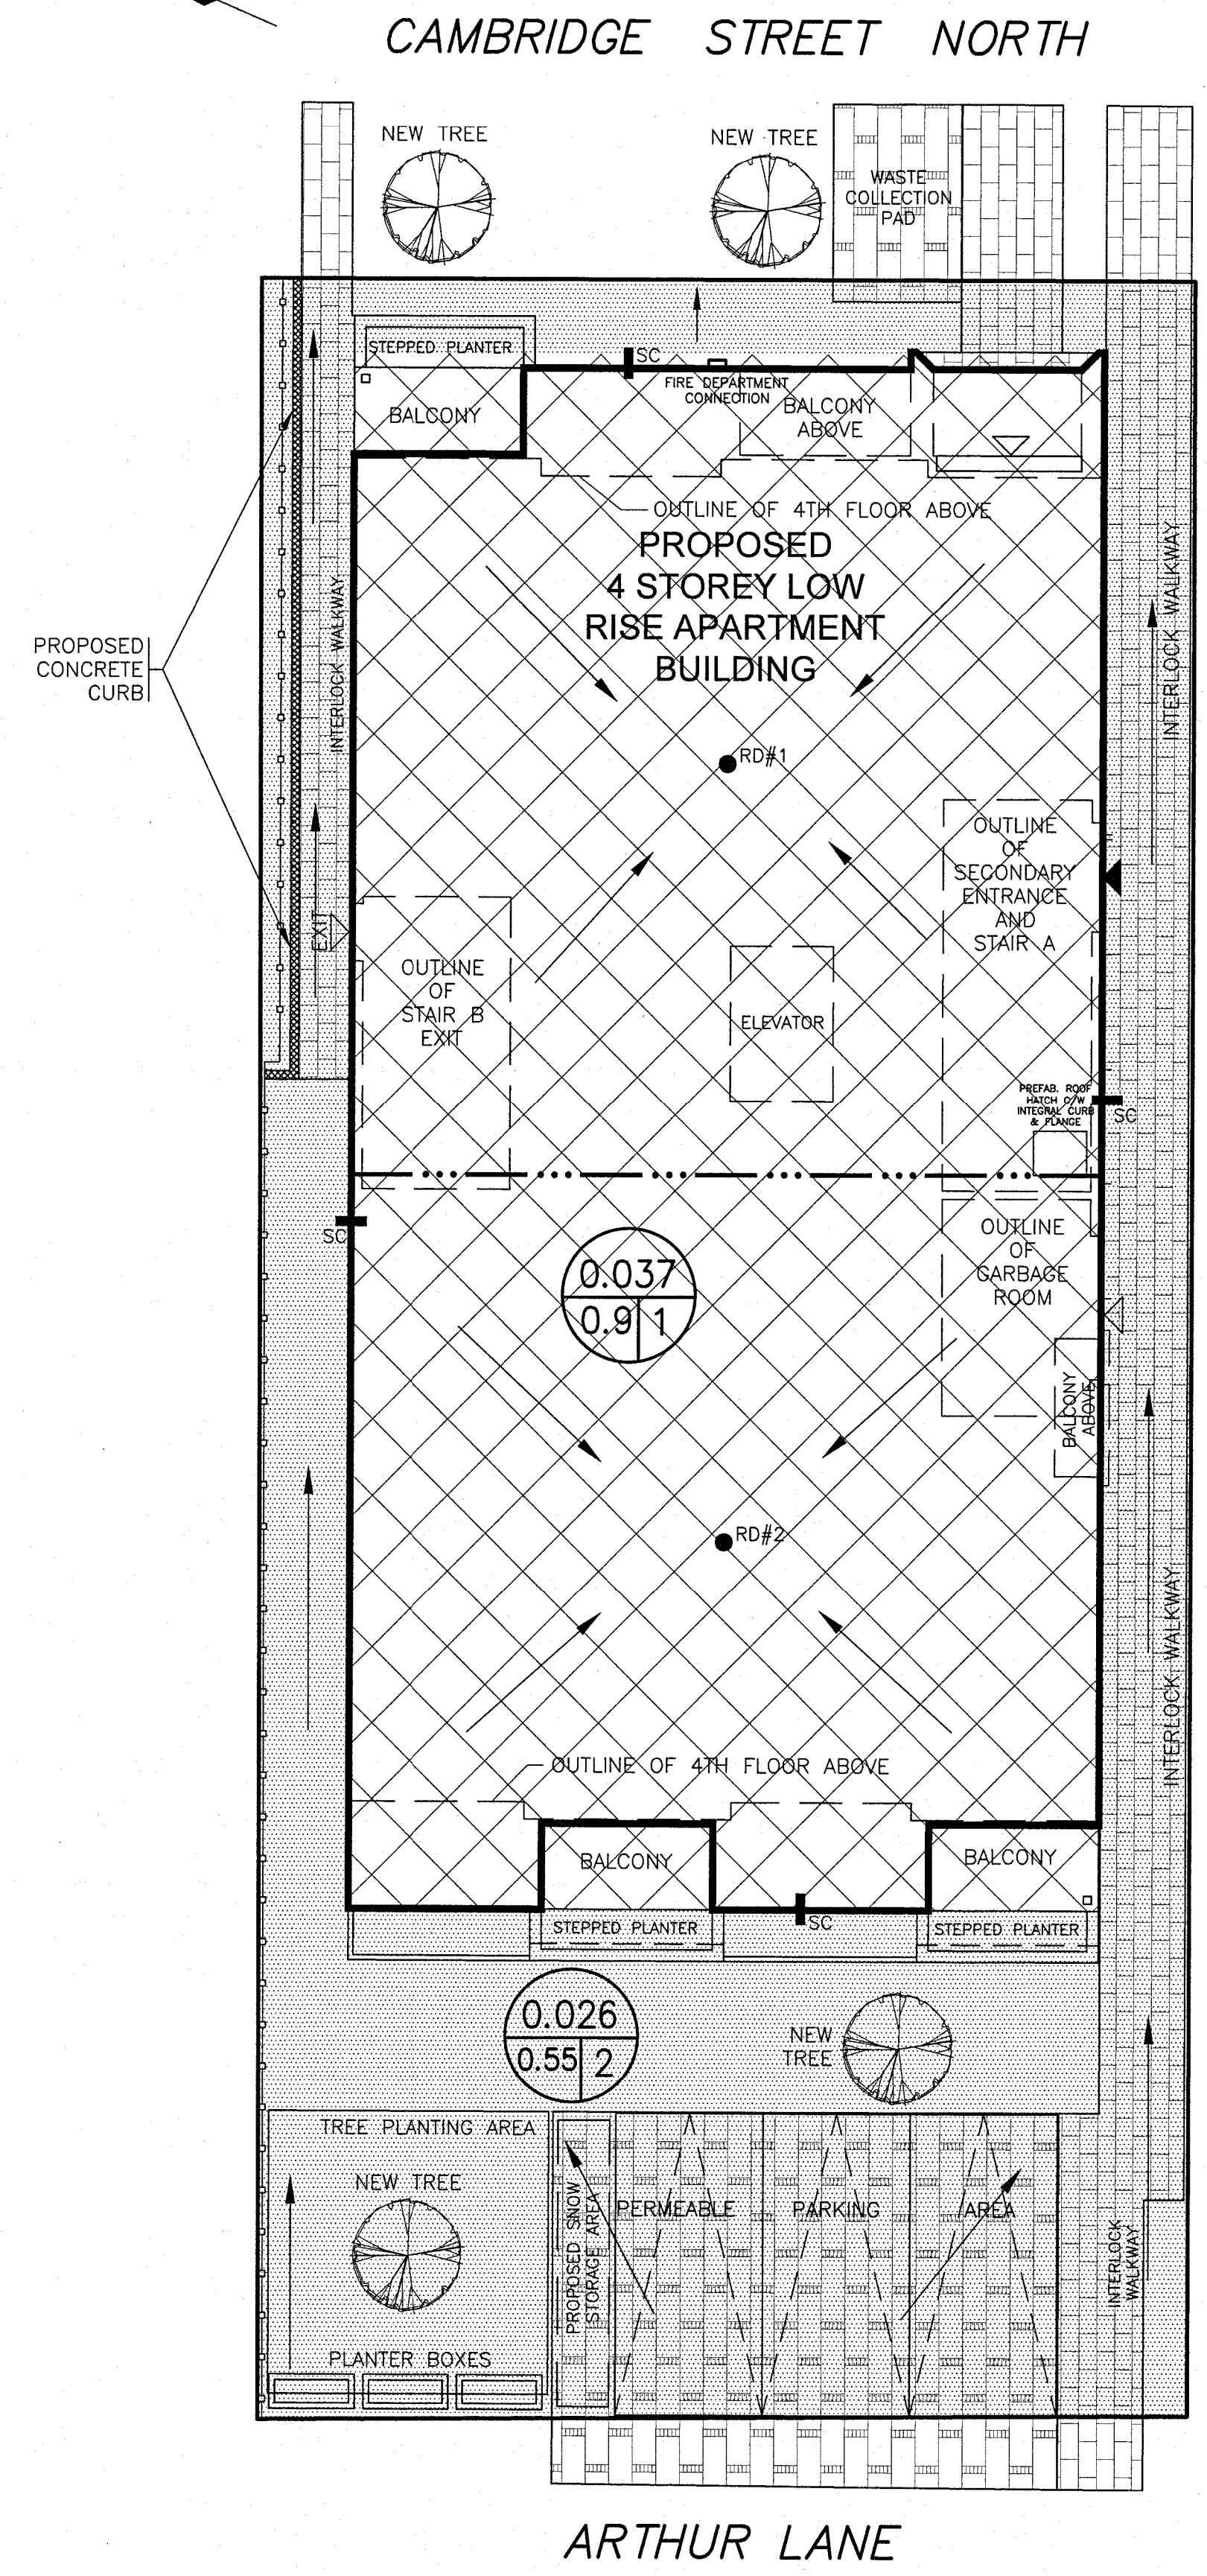 CAMBRIDGE STREET NORTH
NEW TREE
NEW TREE
WASTE
COLLECTION
PAD
STEPPED PLANTER
SC
FIRE DEPARTMENT
CONNECTION
BALCONY
BALCONY
ABOVE
OUTLINE OF 4TH FLOOR ABOVE
PROPOSED
4 STOREY LOW
RISE APARTMENT
BUILDING
PROPOSED
CONCRETE
CURB
INTERLOCK WALKWAY
INTERLOCK WALKWAY
RD#1
OUTLINE
OF
SECONDARY
ENTRANCE
AND
STAIR A
EXIT
OUTLINE
OF
STAIR B
EXIT
ELEVATOR
PREFAB. ROOF
HATCH C/W
INTEGRAL CURB
& FLANGE
SC
SC
OUTLINE
OF
GARBAGE
ROOM
0.037
0.9 1
BALCONY
ABOVE
RD#2
INTERLOCK WALKWAY
OUTLINE OF 4TH FLOOR ABOVE
BALCONY
BALCONY
STEPPED PLANTER
SC
STEPPED PLANTER
0.026
0.55 2
NEW
TREE
TREE PLANTING AREA
NEW TREE
PROPOSED SNOW
STORAGE AREA
PERMEABLE PARKING AREA
INTERLOCK
WALKWAY
PLANTER BOXES
ARTHUR LANE